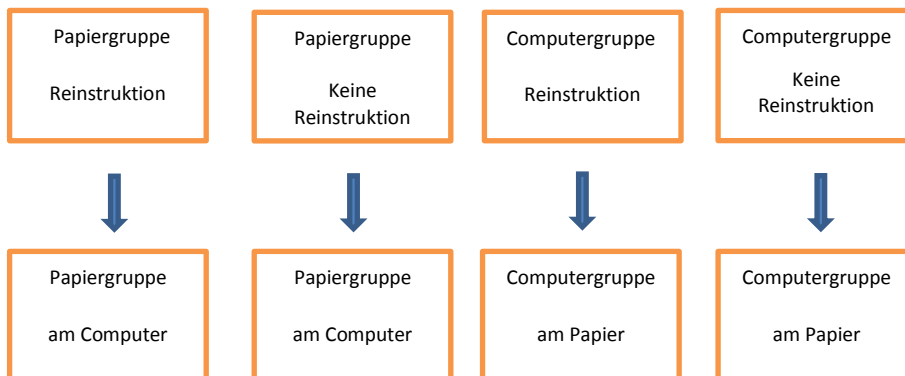 Papiergruppe
Reinstruktion
Papiergruppe
Keine
Reinstruktion
Computergruppe
Reinstruktion
Computergruppe
Keine
Reinstruktion
Papiergruppe
am Computer
Papiergruppe
am Computer
Computergruppe
am Papier
Computergruppe
am Papier